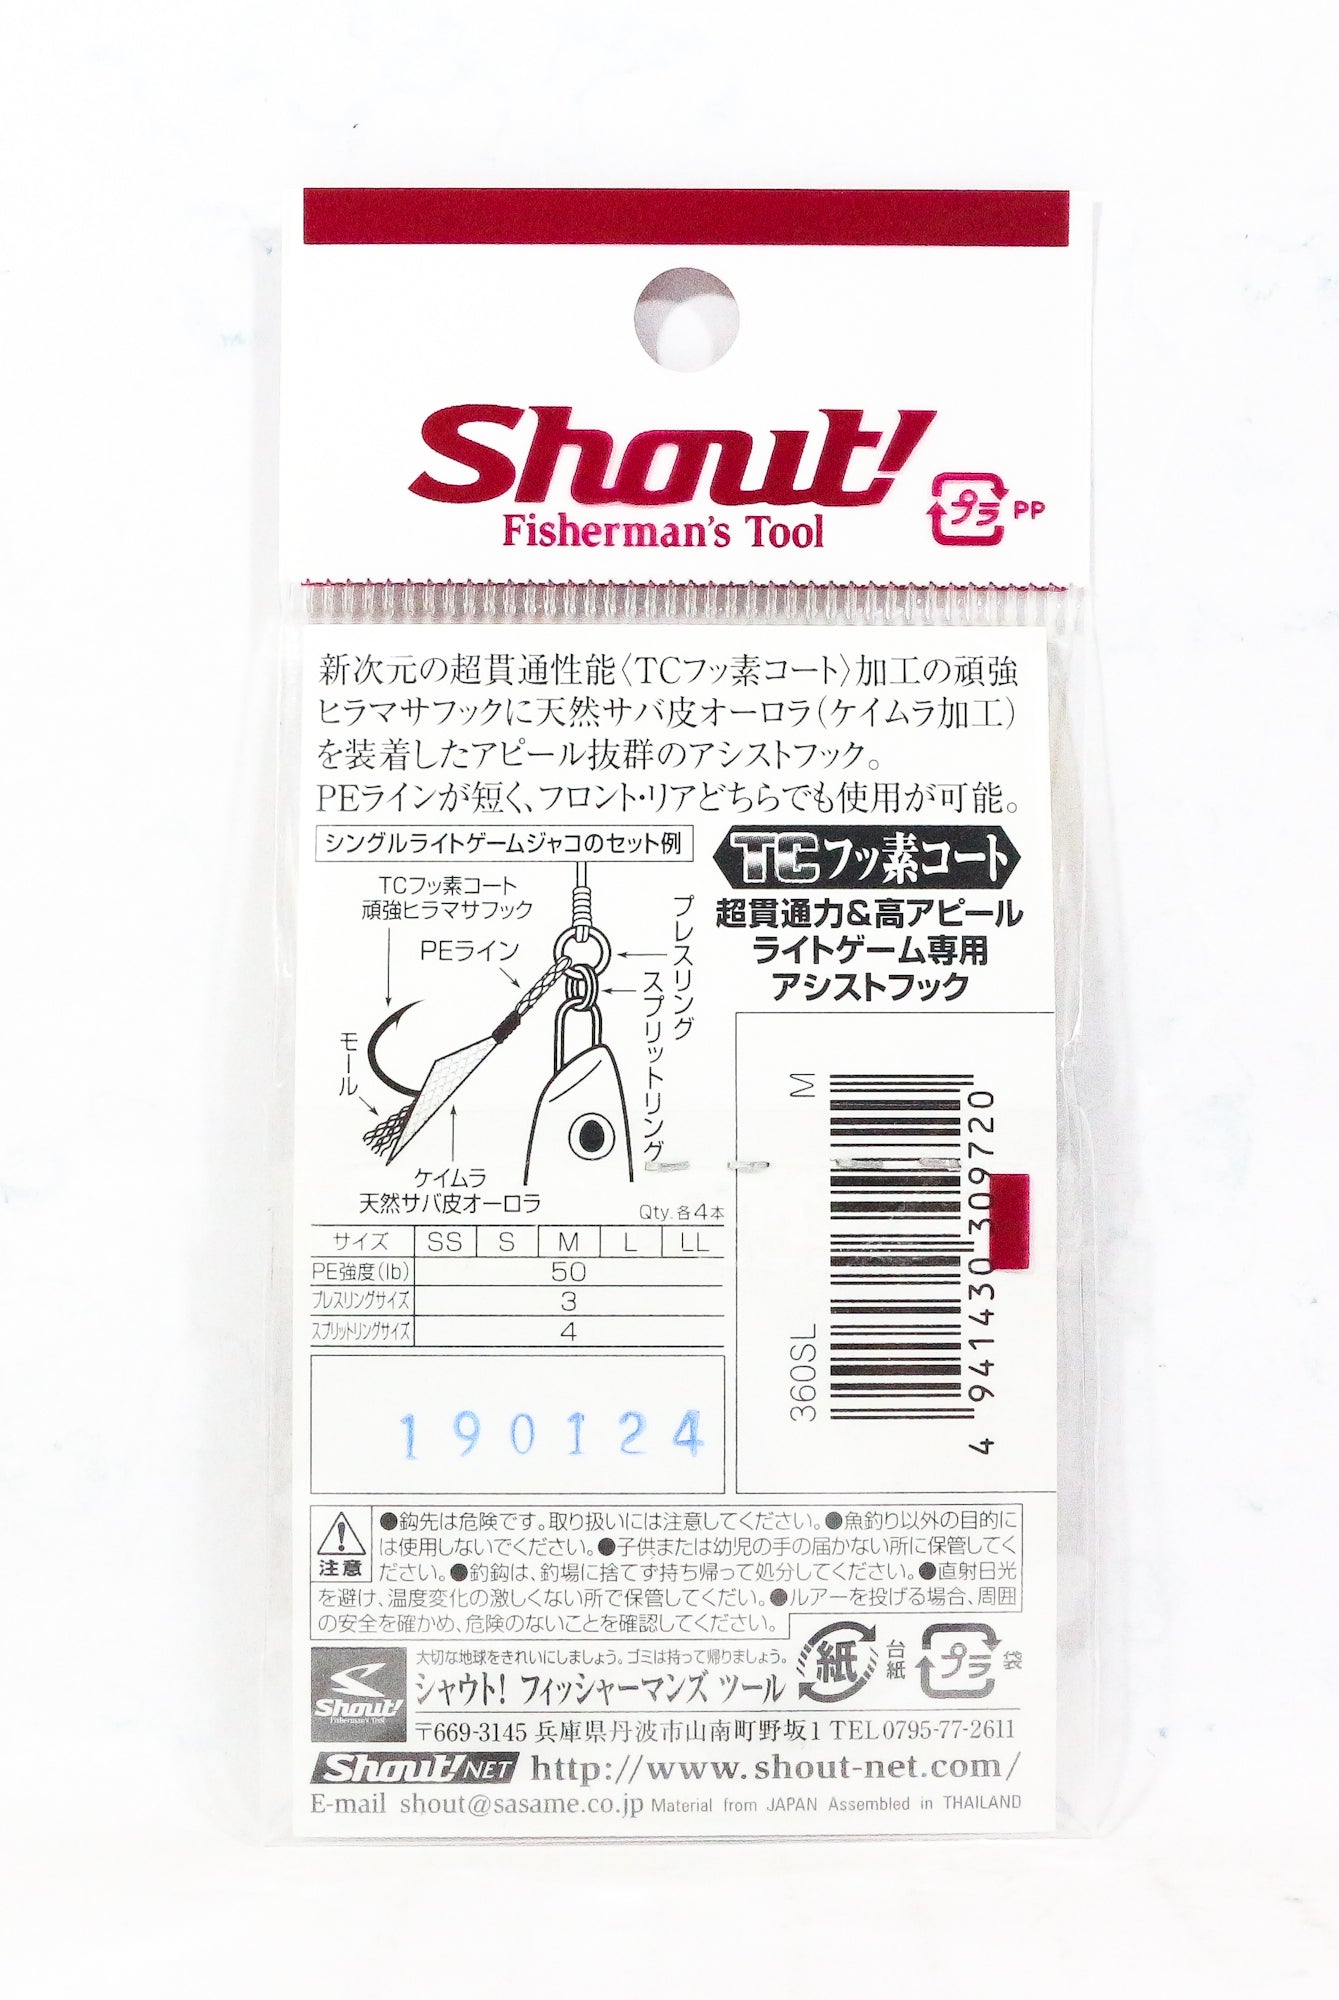 Shout!
Fisherman's Tool
プラ PP
新次元の超貫通性能〈TCフッ素コート〉加工の頑強
ヒラマサフックに天然サバ皮オーロラ(ケイムラ加工)
を装着したアピール抜群のアシストフック。
PEラインが短く、フロント・リアどちらでも使用が可能。
シングルライトゲームジャコのセット例
TCフッ素コート
頑強ヒラマサフック
PEライン
プレスリング
スプリットリング
モール
ケイムラ
天然サバ皮オーロラ
TCフッ素コート
超貫通力&高アピール
ライトゲーム専用
アシストフック
M
360SL
4 941430 309720
Qty. 各4本
サイズ SS S M L LL
PE強度(lb) 50
プレスリングサイズ 3
スプリットリングサイズ 4
190124
注意
●鈎先は危険です。取り扱いには注意してください。●魚釣り以外の目的に
は使用しないでください。●子供または幼児の手の届かない所に保管してく
ださい。●釣鈎は、釣場に捨てず持ち帰って処分してください。●直射日光
を避け、温度変化の激しくない所で保管してくだい。●ルアーを投げる場合、周囲
の安全を確かめ、危険のないことを確認してください。
紙 台紙
プラ 袋
大切な地球をきれいにしましょう。ゴミは持って帰りましょう。
シャウト! フィッシャーマンズ ツール
Shout!
Fisherman's Tool
〒669-3145 兵庫県丹波市山南町野坂1 TEL0795-77-2611
Shout! NET http://www.shout-net.com/
E-mail shout@sasame.co.jp Material from JAPAN Assembled in THAILAND